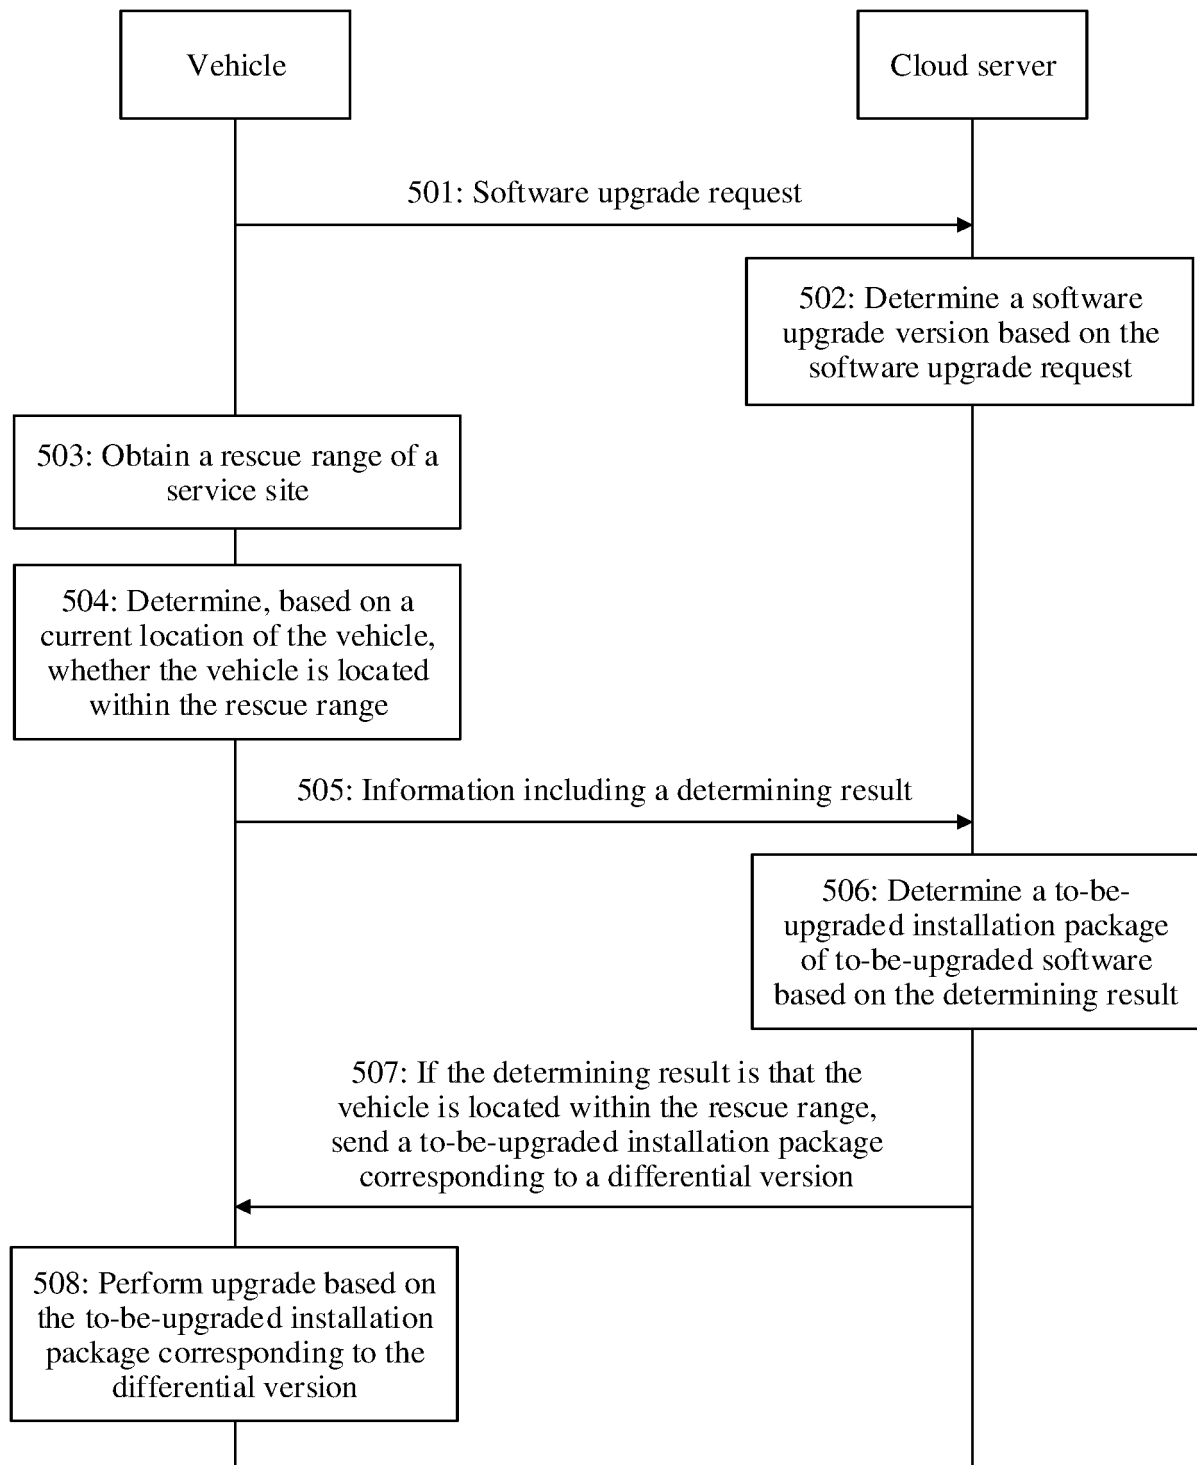 Vehicle
Cloud server
501: Software upgrade request
502: Determine a software
upgrade version based on the
software upgrade request
503: Obtain a rescue range of a
service site
504: Determine, based on a
current location of the vehicle,
whether the vehicle is located
within the rescue range
505: Information including a determining result
506: Determine a to-be-
upgraded installation package
of to-be-upgraded software
based on the determining result
507: If the determining result is that the
vehicle is located within the rescue range,
send a to-be-upgraded installation package
corresponding to a differential version
508: Perform upgrade based on
the to-be-upgraded installation
package corresponding to the
differential version